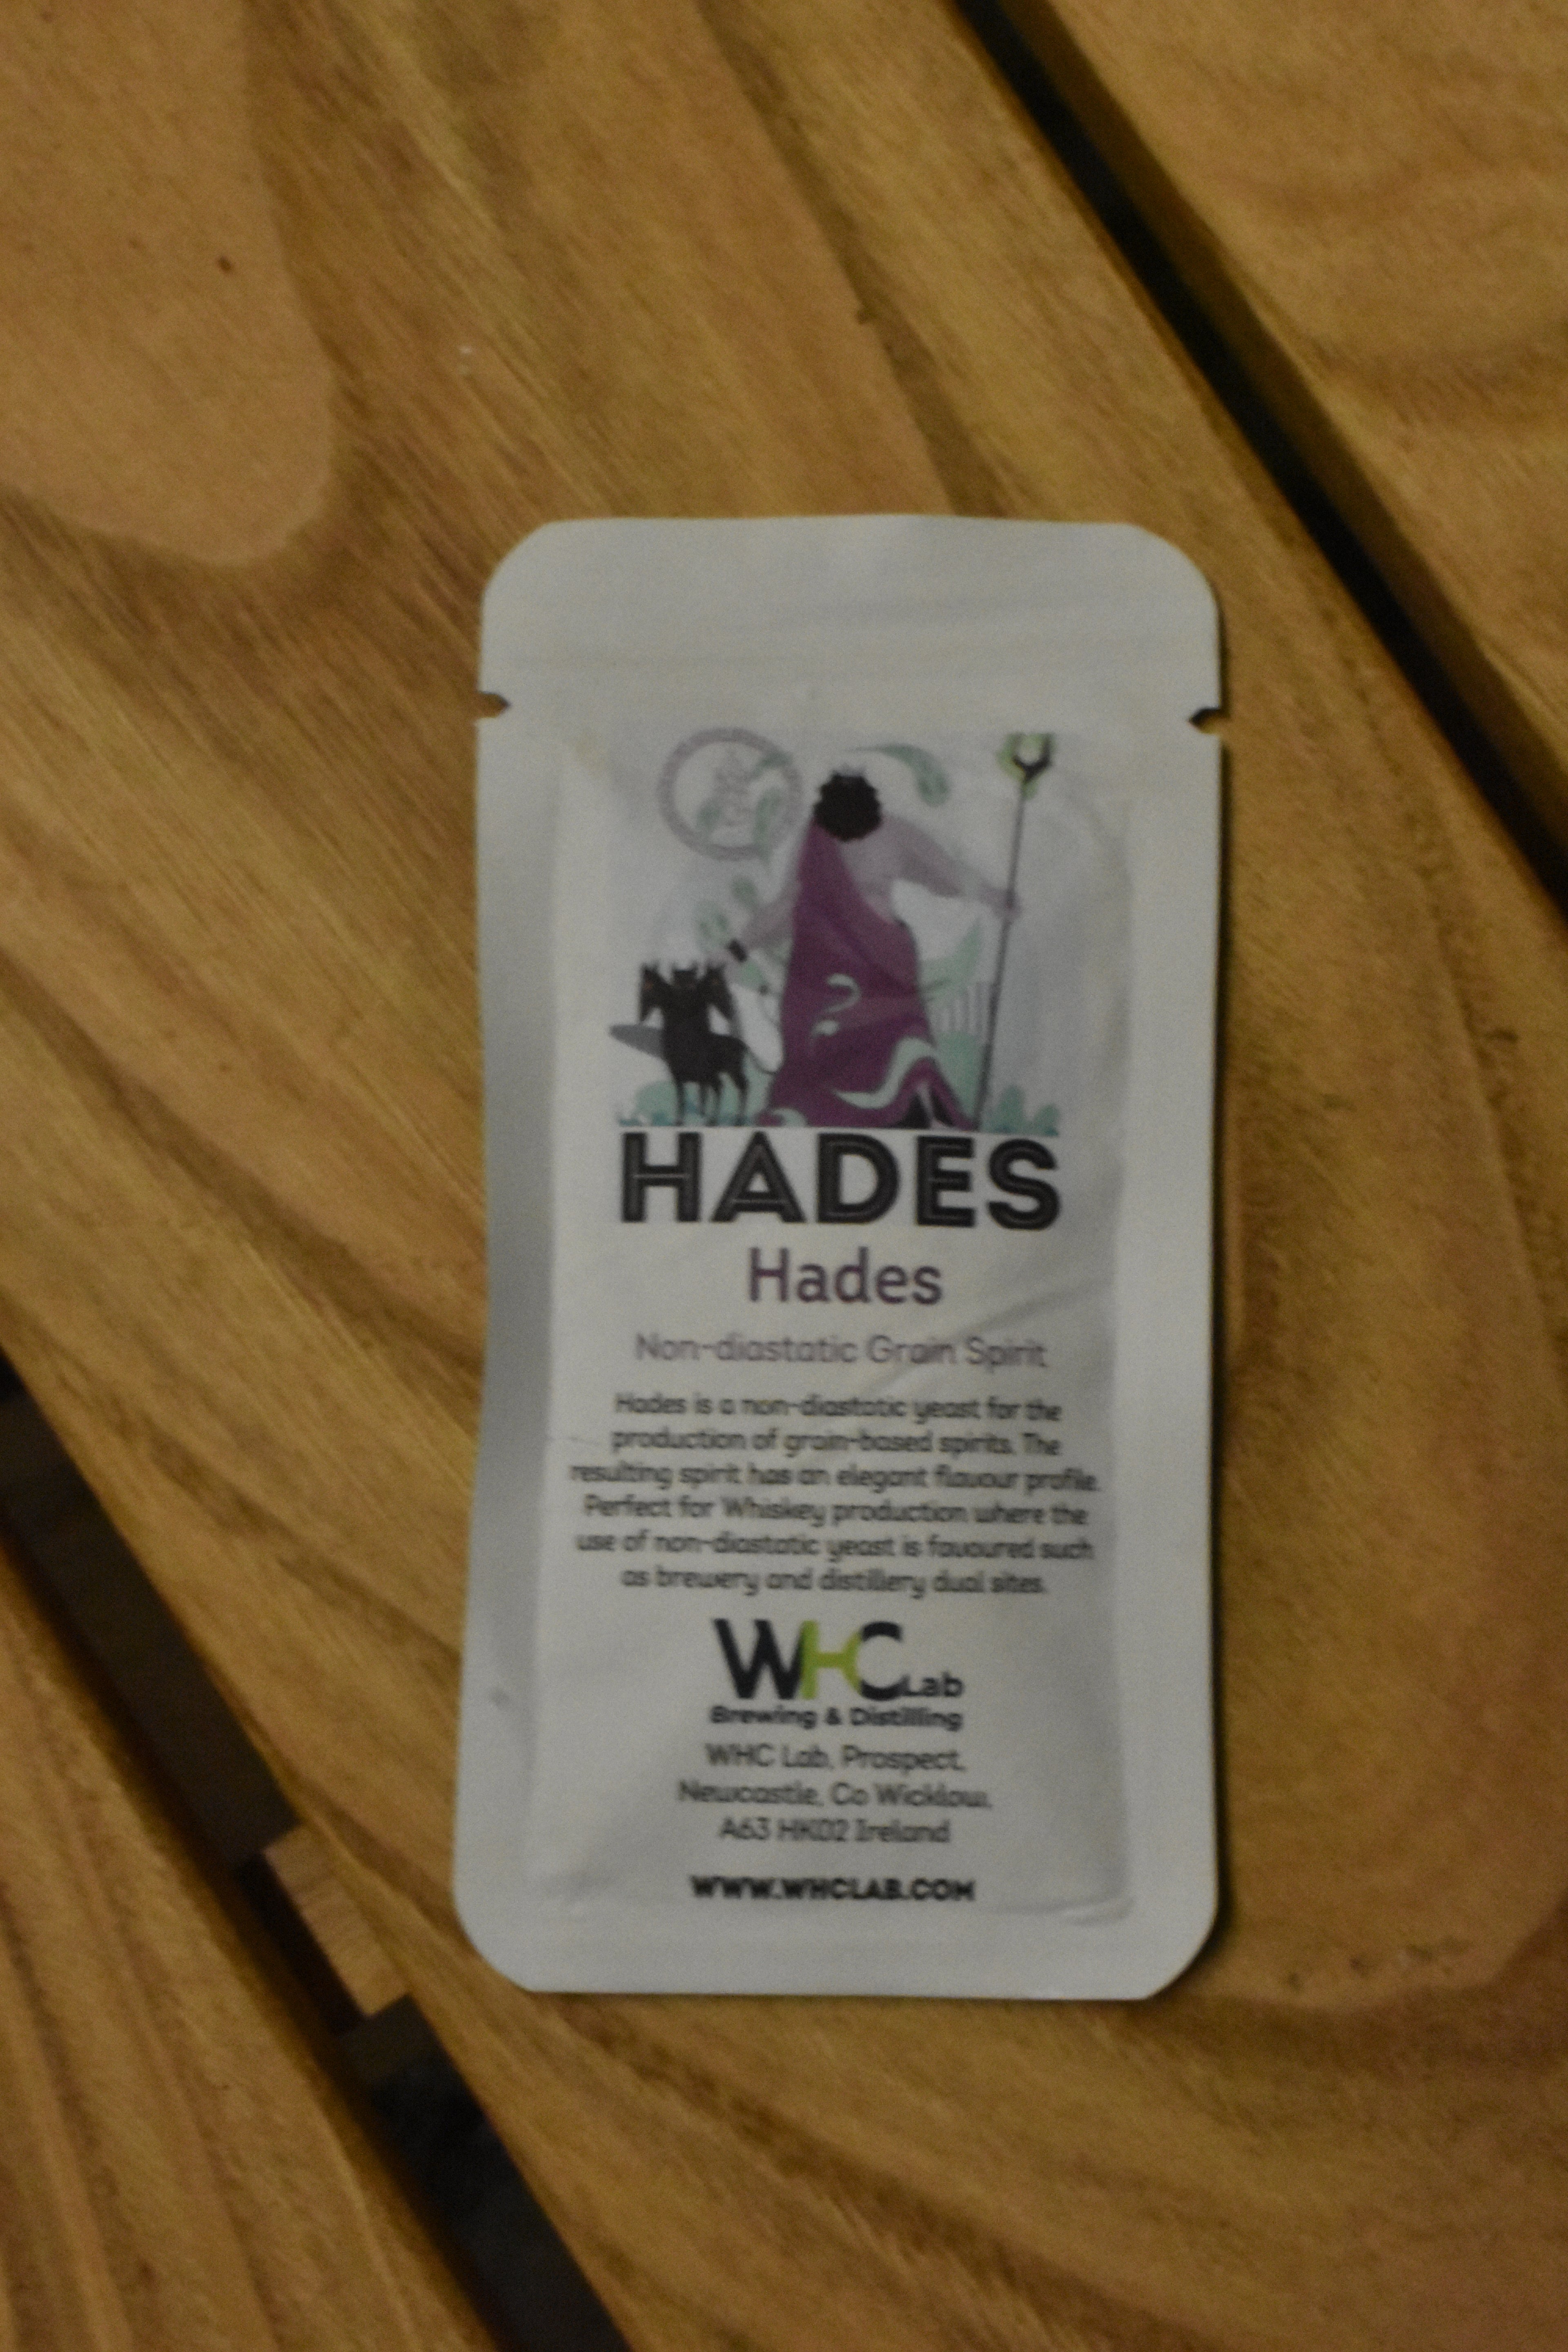 HADES
Hades
Non-diastatic Grain Spirit
Hades is a non-diastatic yeast for the
production of grain-based spirits. The
resulting spirit has an elegant flavour profile.
Perfect for Whiskey production where the
use of non-diastatic yeast is favoured such
as brewery and distillery dual sites.
WHC Lab
Brewing & Distilling
WHC Lab, Prospect,
Newcastle, Co Wicklow,
A63 HK02 Ireland
WWW.WHCLAB.COM